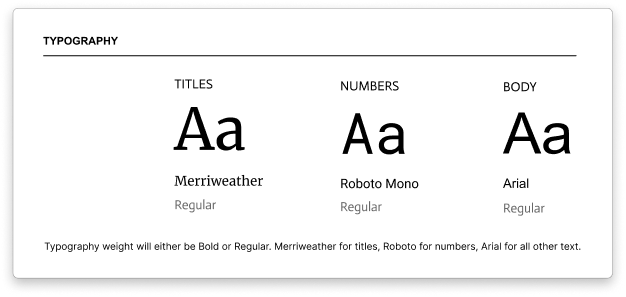 TYPOGRAPHY
TITLES
Aa
Merriweather
Regular
NUMBERS
Aa
Roboto Mono
Regular
BODY
Aa
Arial
Regular
Typography weight will either be Bold or Regular. Merriweather for titles, Roboto for numbers, Arial for all other text.